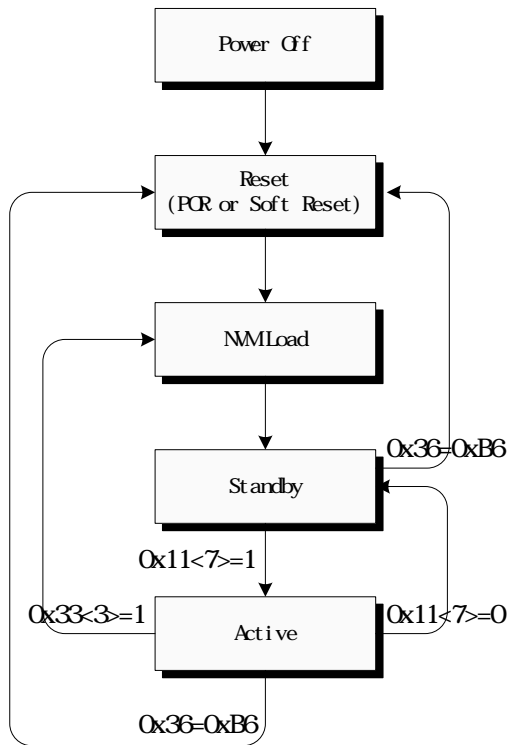 Power Off
Reset
(POR or Soft Reset)
NVM Load
0x36=0xB6
Standby
0x11<7>=1
0x33<3>=1
Active
0x11<7>=0
0x36=0xB6